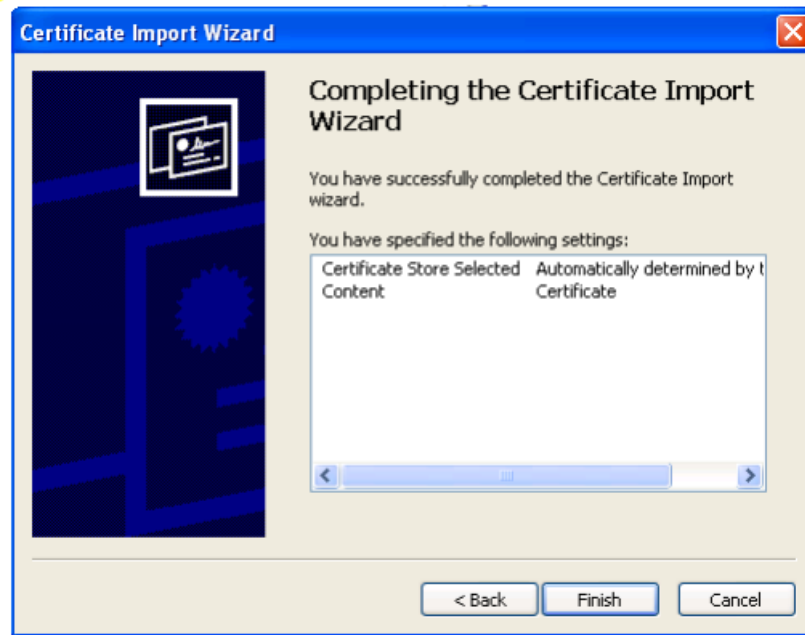 Certificate Import Wizard
Completing the Certificate Import
Wizard
You have successfully completed the Certificate Import
wizard.
You have specified the following settings:
Certificate Store Selected Automatically determined by t
Content Certificate
< Back Finish Cancel